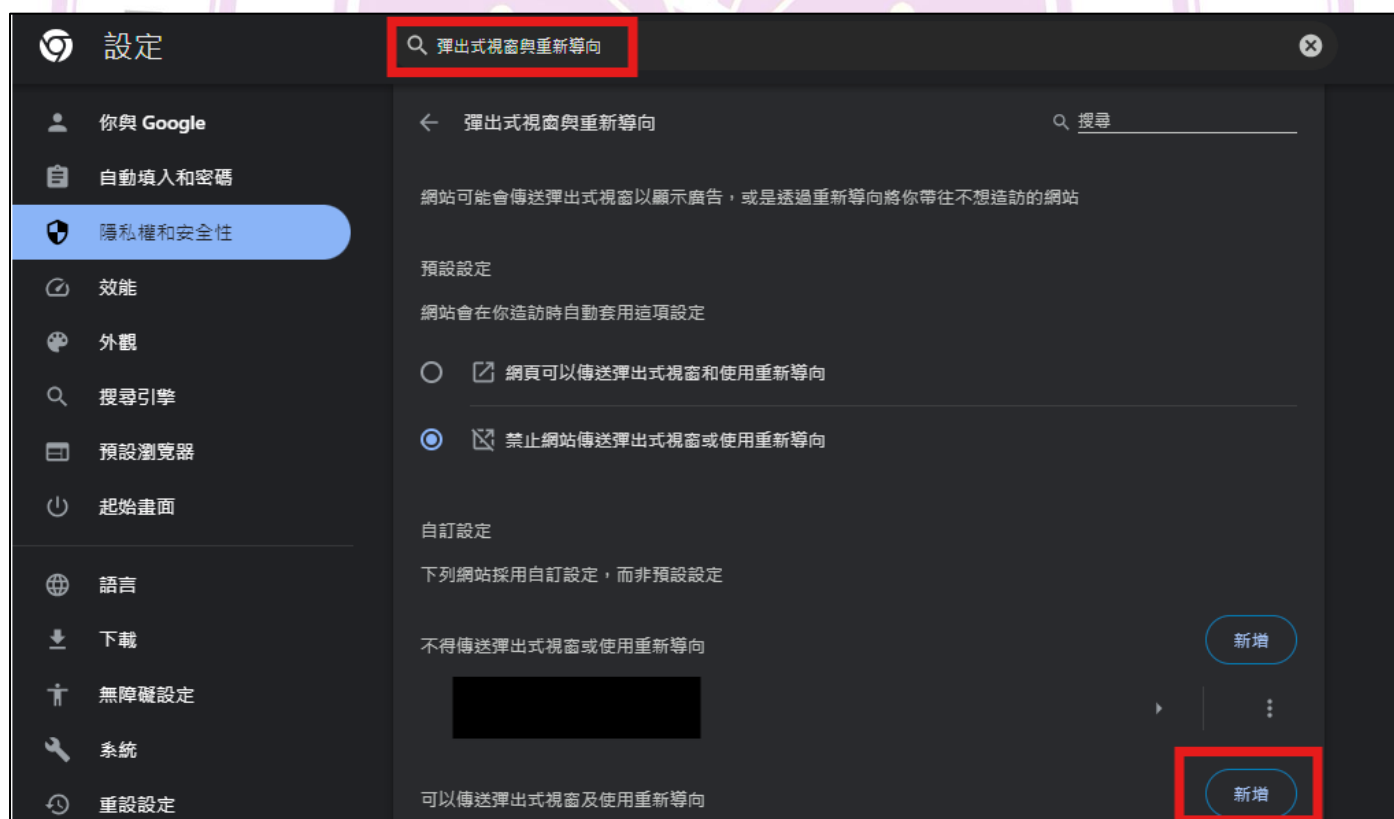 設定
彈出式視窗與重新導向
你與 Google
自動填入和密碼
隱私權和安全性
效能
外觀
搜尋引擎
預設瀏覽器
起始畫面
語言
下載
無障礙設定
系統
重設設定
彈出式視窗與重新導向
搜尋
網站可能會傳送彈出式視窗以顯示廣告，或是透過重新導向將你帶往不想造訪的網站
預設設定
網站會在你造訪時自動套用這項設定
網頁可以傳送彈出式視窗和使用重新導向
禁止網站傳送彈出式視窗或使用重新導向
自訂設定
下列網站採用自訂設定，而非預設設定
不得傳送彈出式視窗或使用重新導向
新增
可以傳送彈出式視窗及使用重新導向
新增